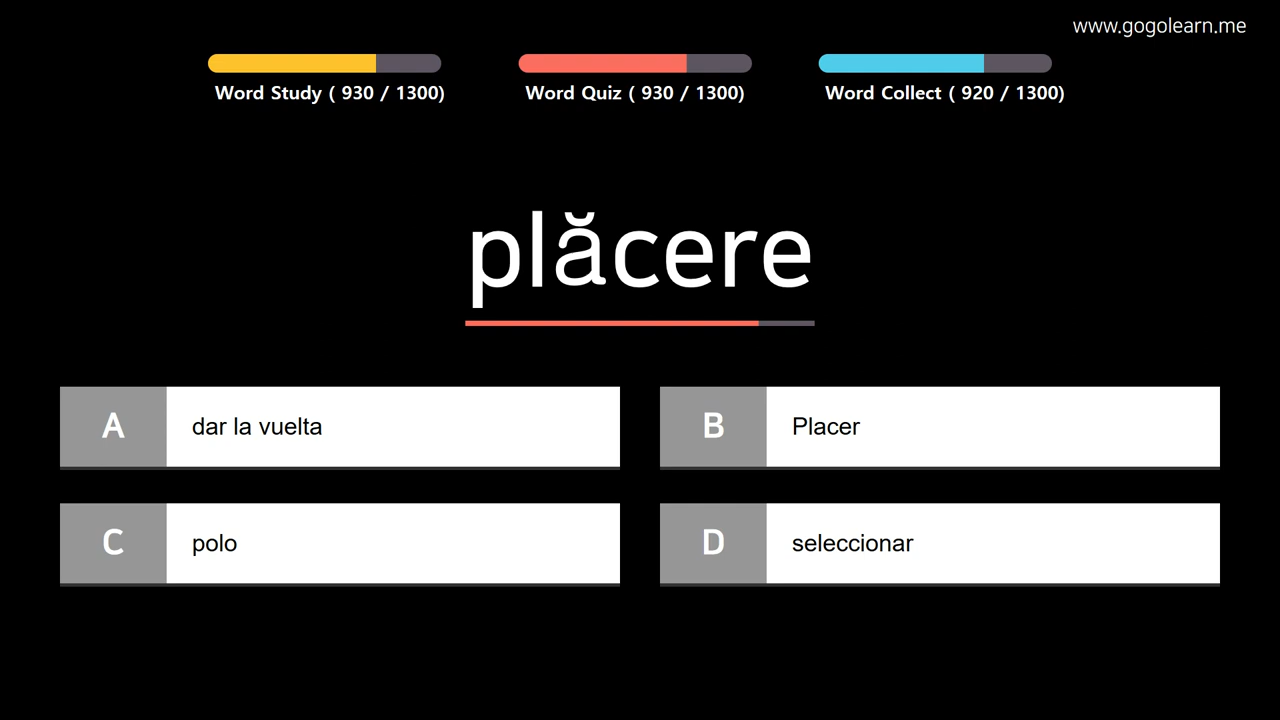 www.gogolearn.me
Word Study ( 930 / 1300)
Word Quiz ( 930 / 1300)
Word Collect ( 920 / 1300)
plăcere
A dar la vuelta
B Placer
C polo
D seleccionar